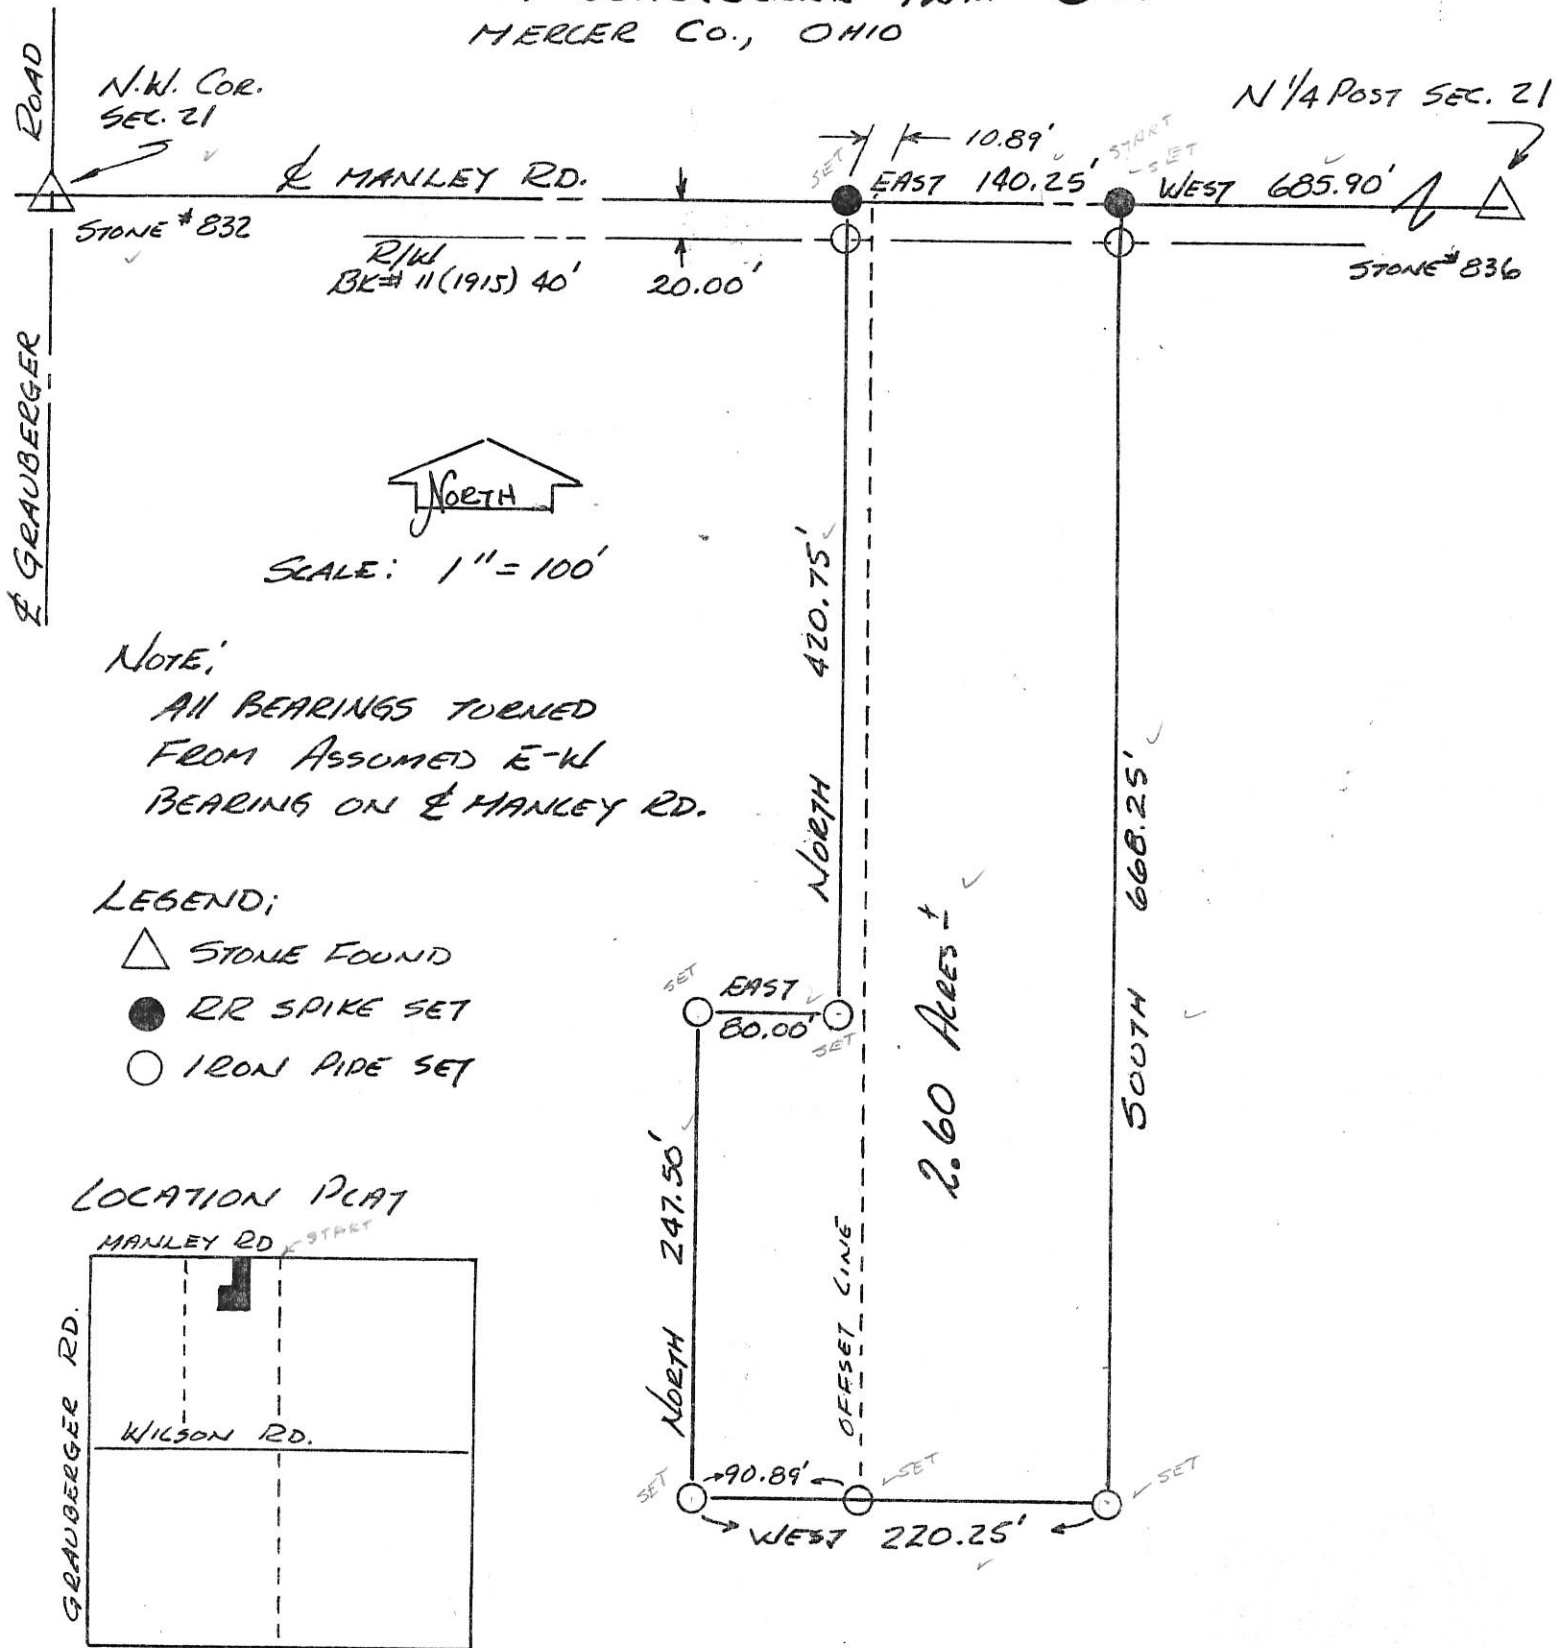 MERCER CO., OHIO
ROAD
N.W. COR.
SEC. 21
N 1/4 POST SEC. 21
10.89'
START
SET
SET
℄ MANLEY RD.
EAST 140.25'
WEST 685.90'
STONE #832
R/W
BK# 11 (1915) 40'
20.00'
STONE #836
℄ GRAUBERGER
NORTH
SCALE: 1" = 100'
NORTH 420.75'
NOTE;
All BEARINGS TURNED
FROM ASSUMED E-W
BEARING ON ℄ MANLEY RD.
SOUTH 668.25'
2.60 ACRES ±
LEGEND;
STONE FOUND
RR SPIKE SET
IRON PIPE SET
SET
EAST
80.00'
SET
NORTH 247.50'
OFFSET LINE
LOCATION PLAT
MANLEY RD
START
GRAUBERGER RD.
WILSON RD.
SET
90.89'
SET
SET
WEST 220.25'